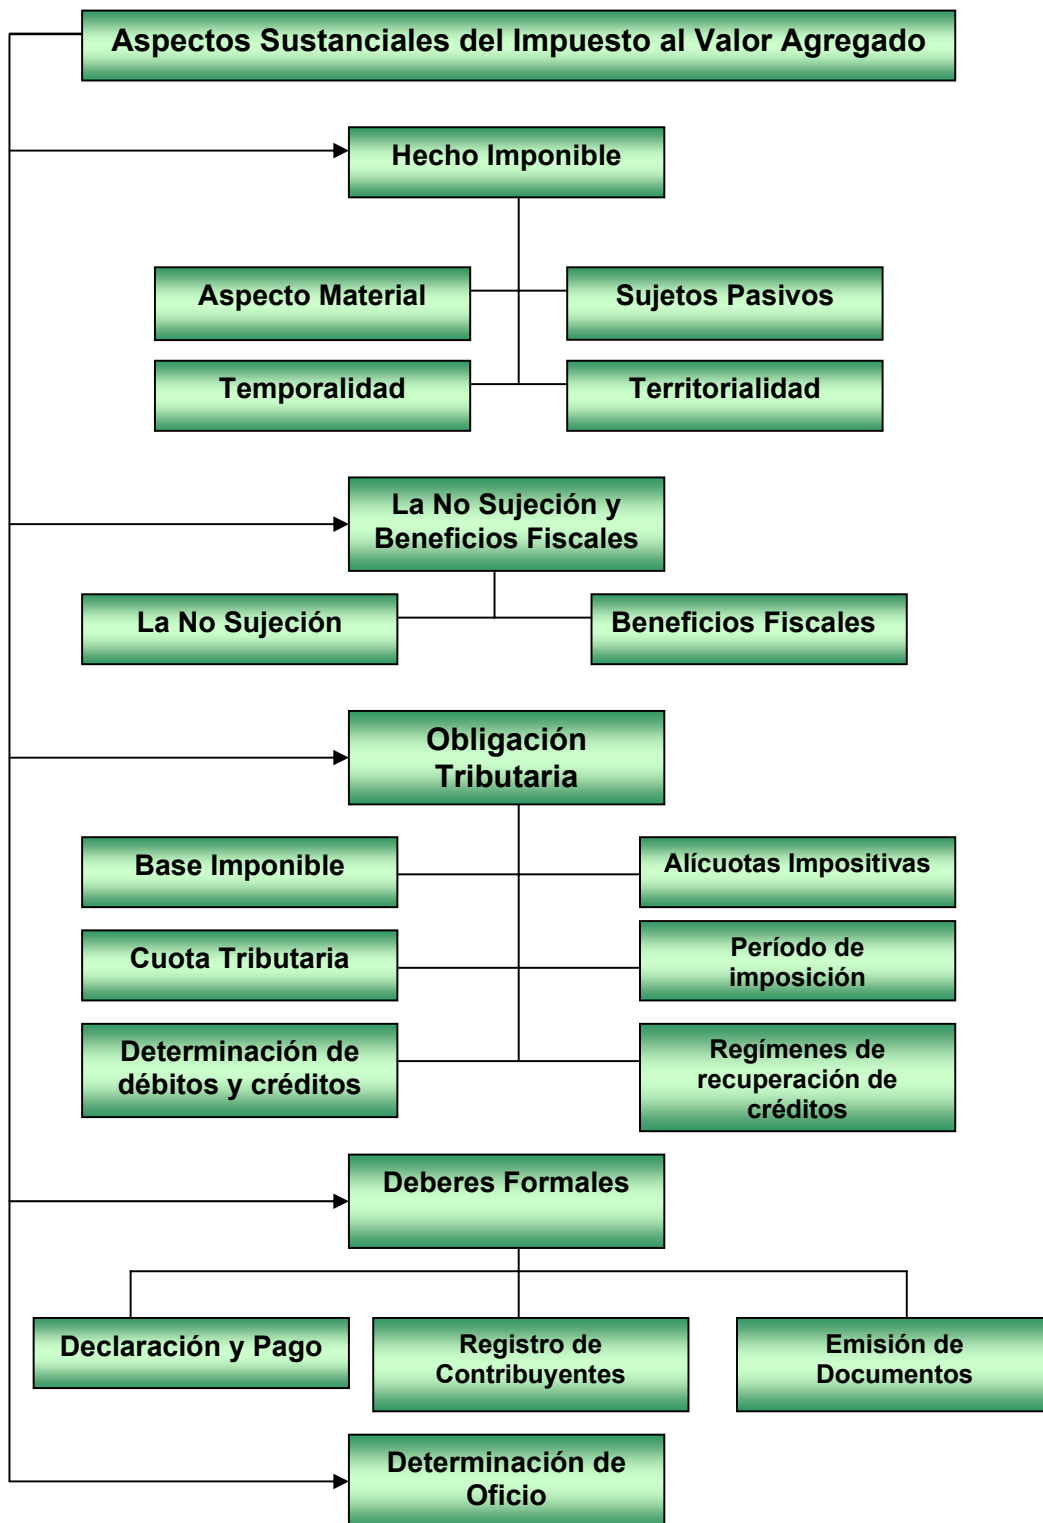 Aspectos Sustanciales del Impuesto al Valor Agregado
Hecho Imponible
Aspecto Material
Sujetos Pasivos
Temporalidad
Territorialidad
La No Sujeción y
Beneficios Fiscales
La No Sujeción
Beneficios Fiscales
Obligación
Tributaria
Base Imponible
Alícuotas Impositivas
Cuota Tributaria
Período de
imposición
Determinación de
débitos y créditos
Regímenes de
recuperación de
créditos
Deberes Formales
Declaración y Pago
Registro de
Contribuyentes
Emisión de
Documentos
Determinación de
Oficio